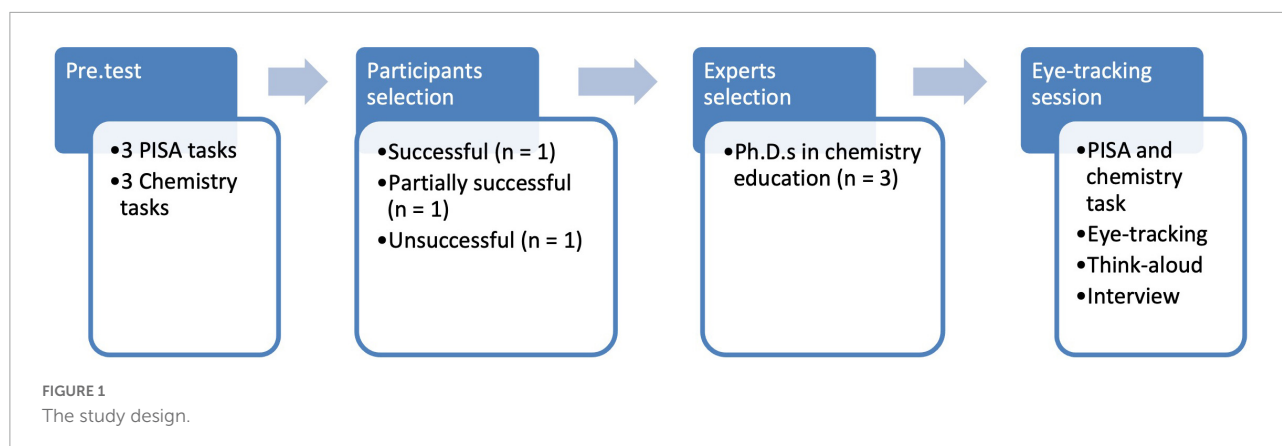 Pre.test
•3 PISA tasks
•3 Chemistry
tasks
Participants
selection
•Successful (n = 1)
•Partially successful
(n = 1)
•Unsuccessful (n = 1)
Experts
selection
•Ph.D.s in chemistry
education (n = 3)
Eye-tracking
session
•PISA and
chemistry
task
•Eye-tracking
•Think-aloud
•Interview
FIGURE 1
The study design.